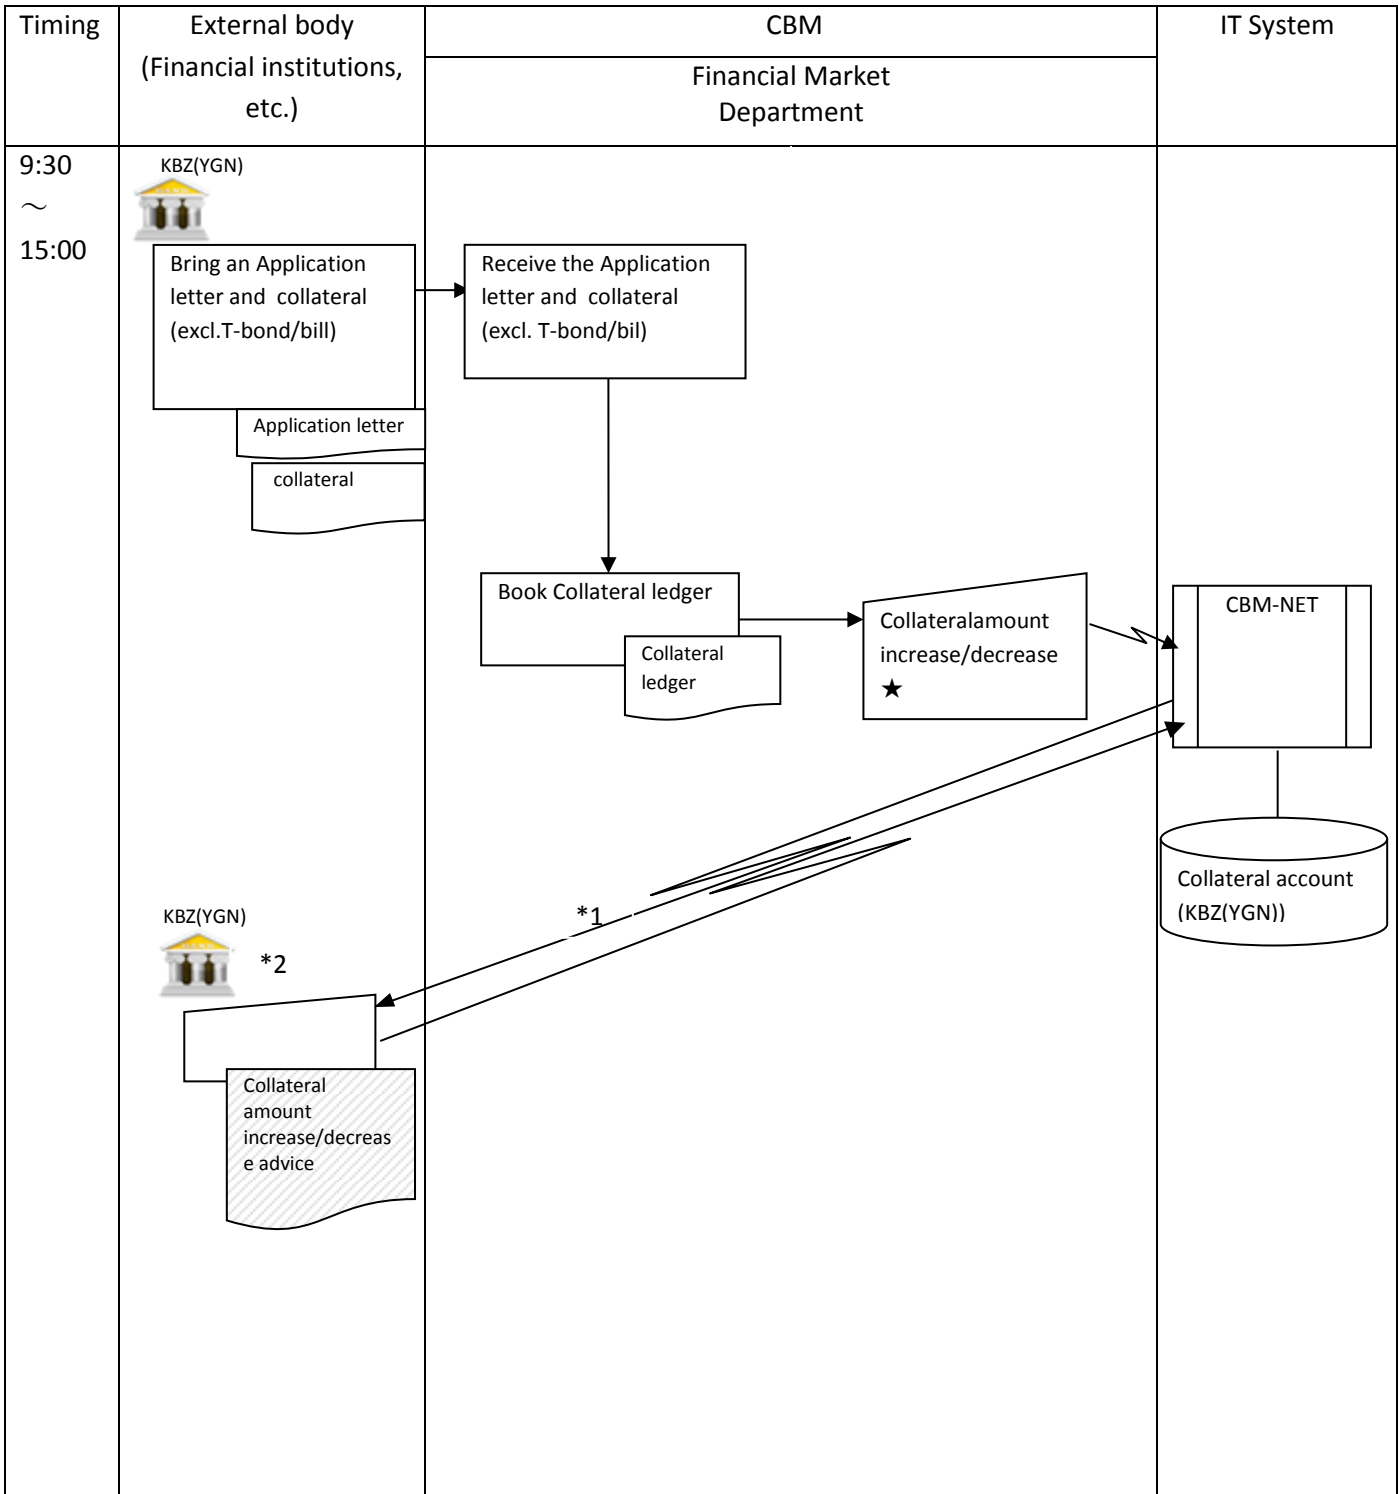 Timing
External body
(Financial institutions,
etc.)
CBM
Financial Market
Department
IT System
9:30
～
15:00
KBZ(YGN)
Bring an Application
letter and collateral
(excl.T-bond/bill)
Application letter
collateral
Receive the Application
letter and collateral
(excl. T-bond/bil)
Book Collateral ledger
Collateral
ledger
Collateralamount
increase/decrease
★
CBM-NET
Collateral account
(KBZ(YGN))
*1
KBZ(YGN)
*2
Collateral
amount
increase/decreas
e advice